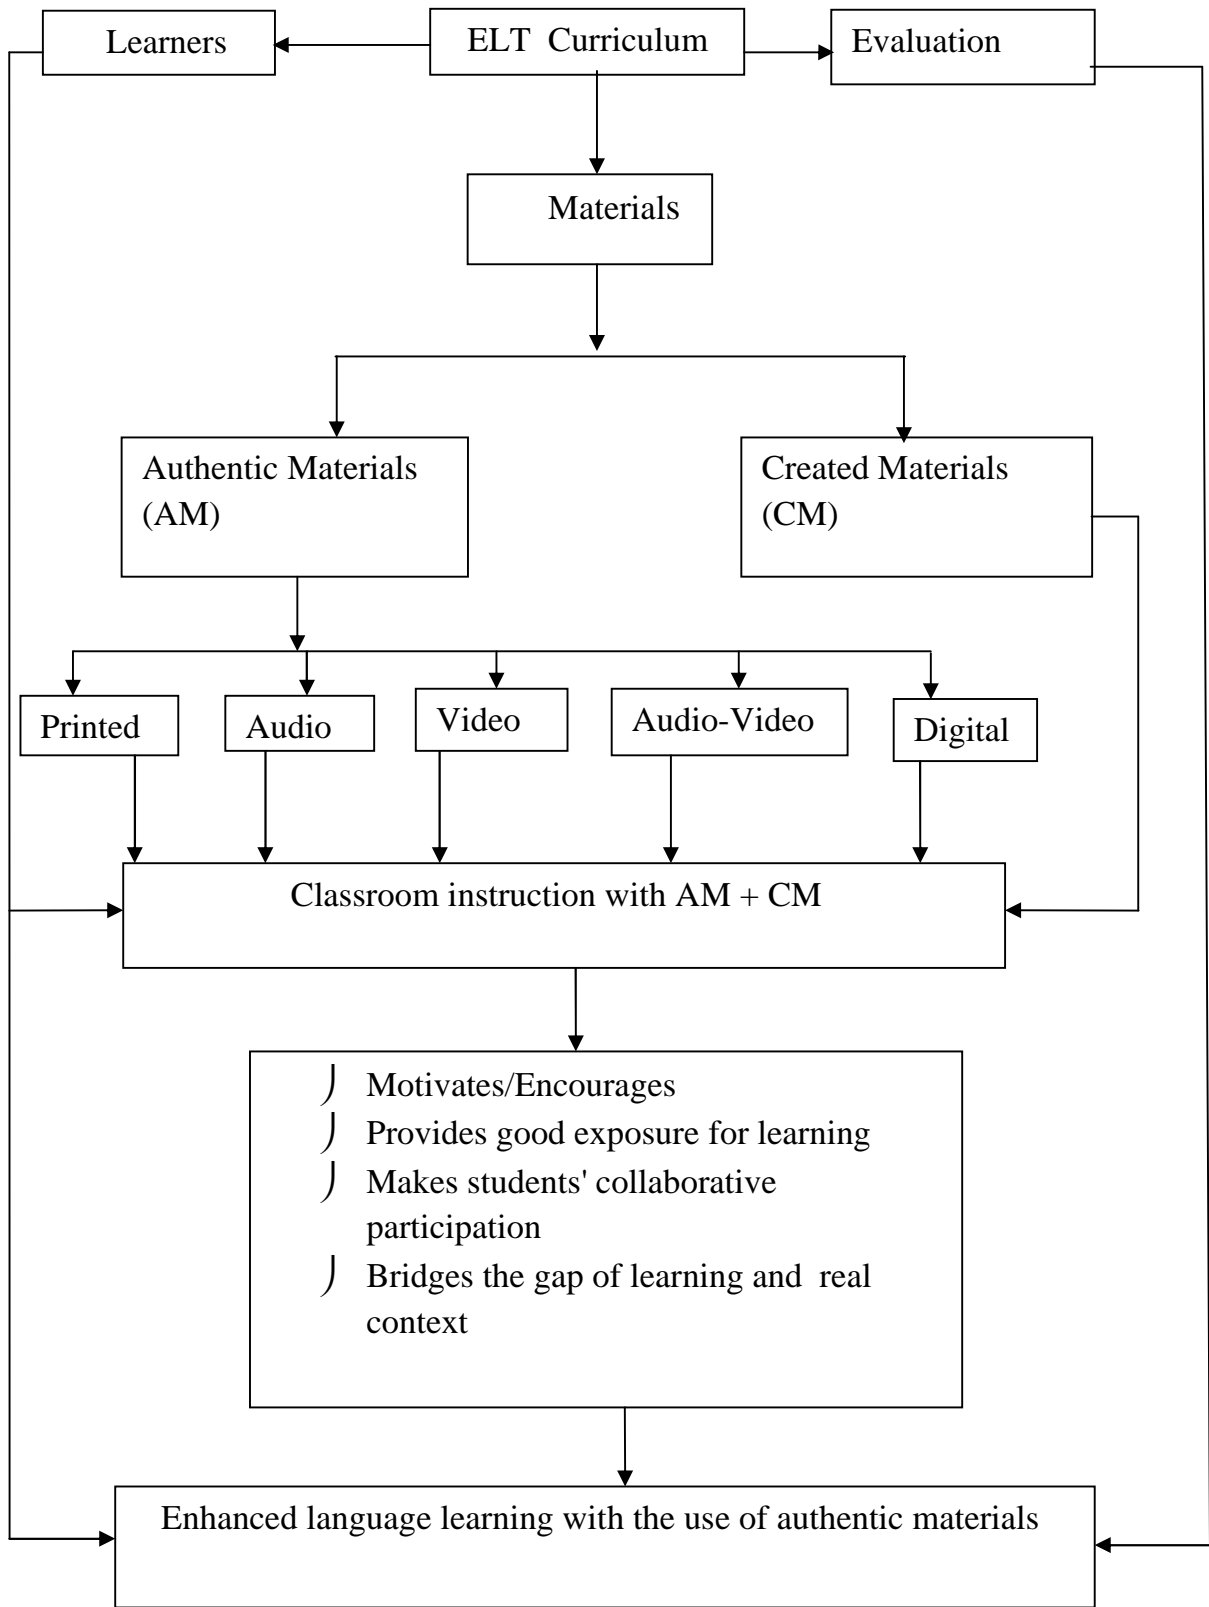 Learners
ELT Curriculum
Evaluation
Materials
Authentic Materials
(AM)
Created Materials
(CM)
Printed
Audio
Video
Audio-Video
Digital
Classroom instruction with AM + CM
Motivates/Encourages
Provides good exposure for learning
Makes students' collaborative
participation
Bridges the gap of learning and real
context
Enhanced language learning with the use of authentic materials